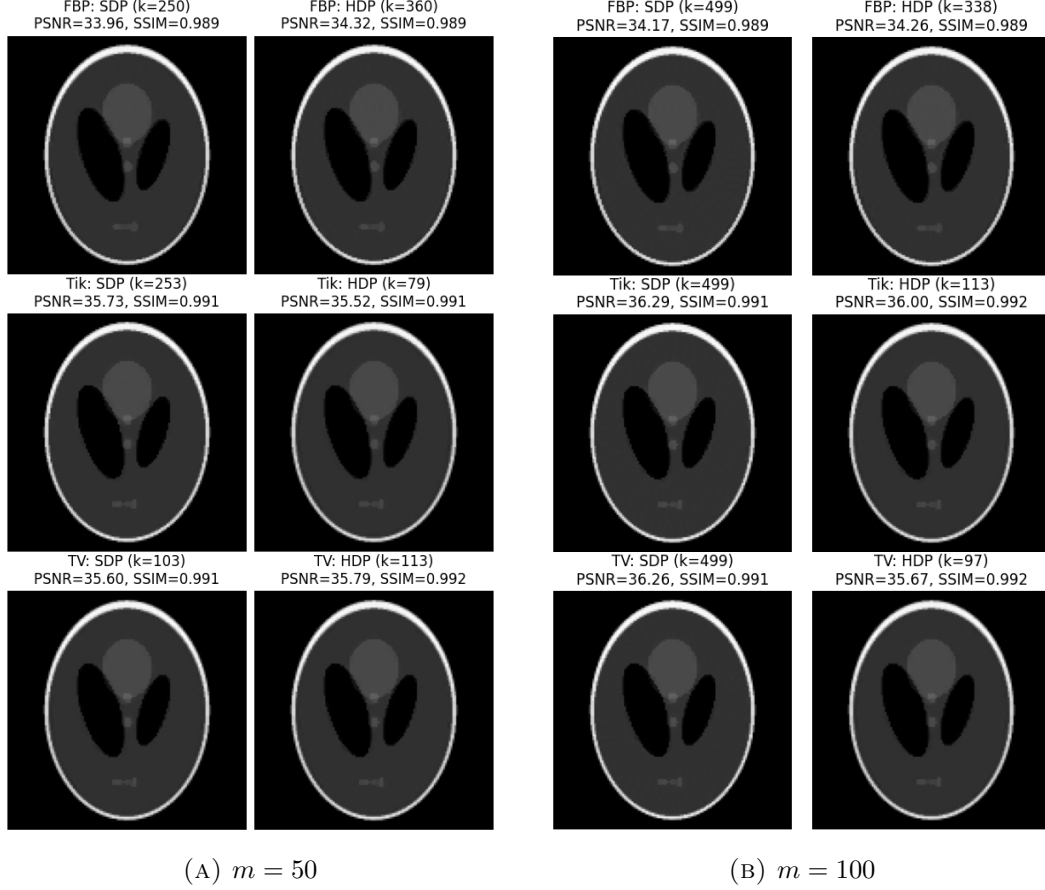 FBP: SDP (k=250)
PSNR=33.96, SSIM=0.989
FBP: HDP (k=360)
PSNR=34.32, SSIM=0.989
FBP: SDP (k=499)
PSNR=34.17, SSIM=0.989
FBP: HDP (k=338)
PSNR=34.26, SSIM=0.989
Tik: SDP (k=253)
PSNR=35.73, SSIM=0.991
Tik: HDP (k=79)
PSNR=35.52, SSIM=0.991
Tik: SDP (k=499)
PSNR=36.29, SSIM=0.991
Tik: HDP (k=113)
PSNR=36.00, SSIM=0.992
TV: SDP (k=103)
PSNR=35.60, SSIM=0.991
TV: HDP (k=113)
PSNR=35.79, SSIM=0.992
TV: SDP (k=499)
PSNR=36.26, SSIM=0.991
TV: HDP (k=97)
PSNR=35.67, SSIM=0.992
(A) m = 50
(B) m = 100